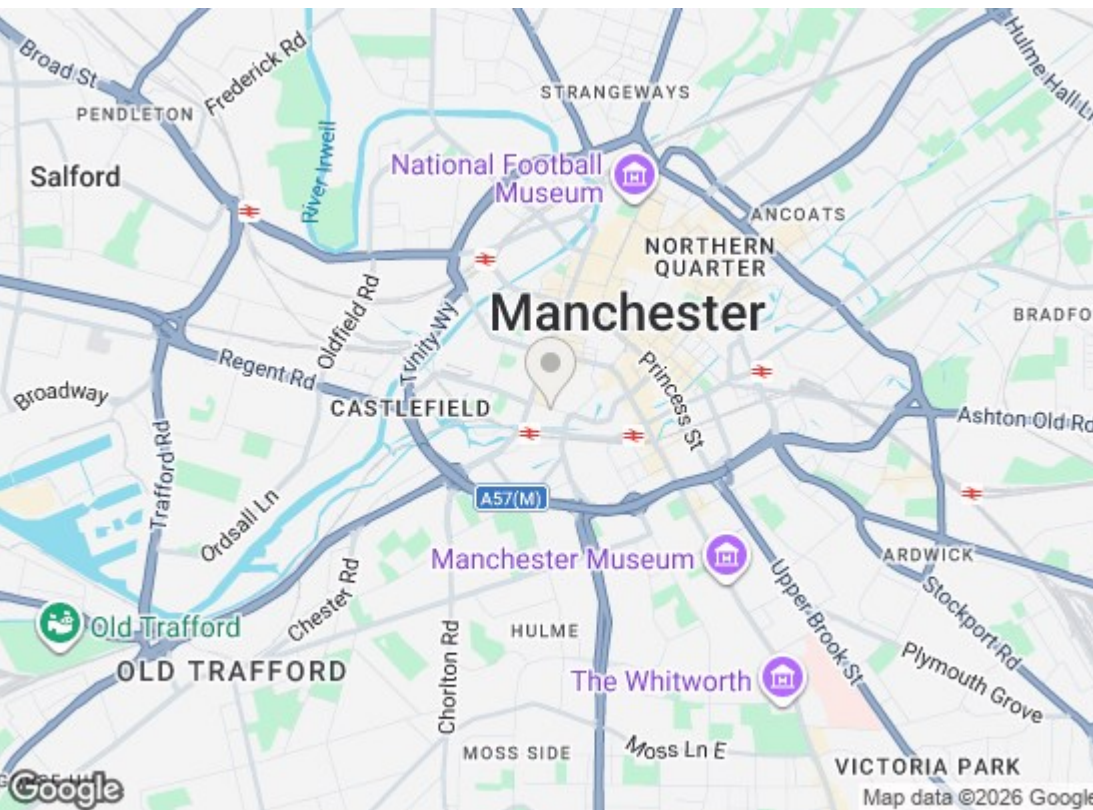 Broad St
Frederick Rd
PENDLETON
STRANGEWAYS
Hulme Hall Ln
Salford
River Irwell
National Football
Museum
ANCOATS
NORTHERN
QUARTER
Manchester
Oldfield Rd
Trinity Wy
BRADFO
Regent Rd
Princess St
Broadway
CASTLEFIELD
Ashton Old Rd
Trafford Rd
A57(M)
Ordsall Ln
Manchester Museum
ARDWICK
Chester Rd
Upper Brook St
Stockport Rd
Old Trafford
HULME
OLD TRAFFORD
Chorlton Rd
The Whitworth
Plymouth Grove
MOSS SIDE
Moss Ln E
VICTORIA PARK
Google
Map data ©2026 Google